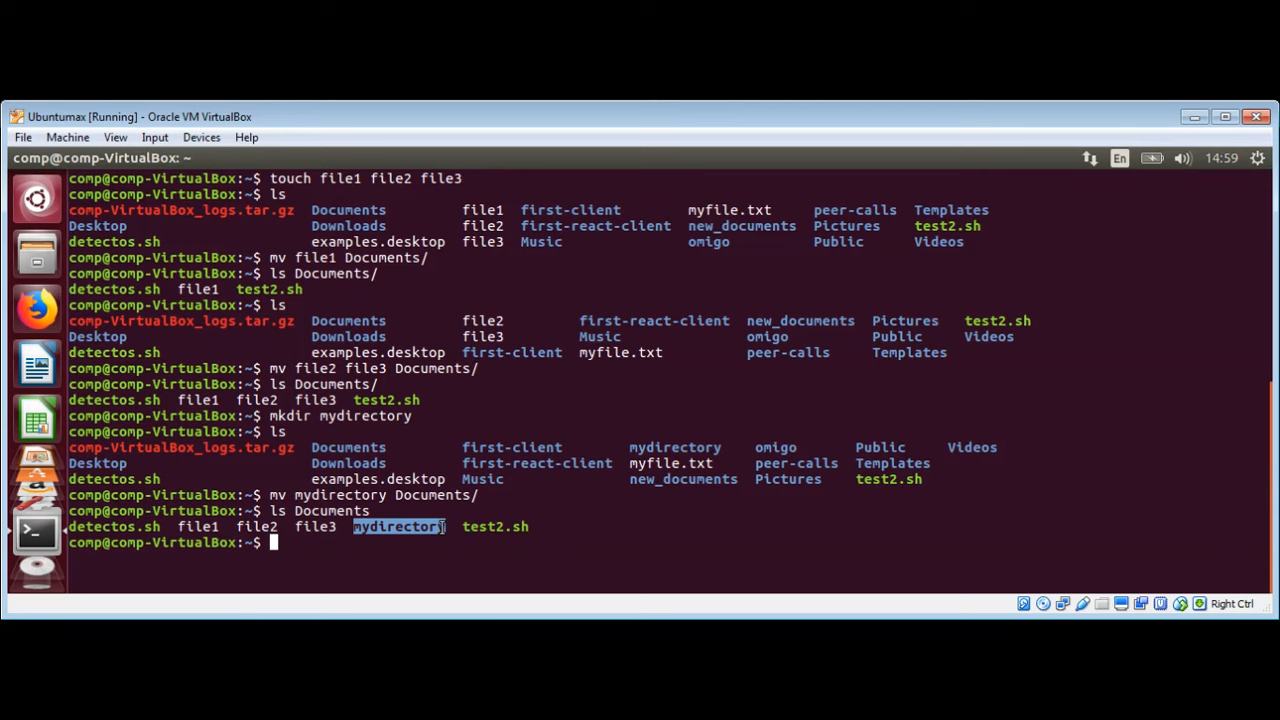 Ubuntumax [Running] - Oracle VM VirtualBox
File Machine View Input Devices Help
comp@comp-VirtualBox: ~ En 14:59
comp@comp-VirtualBox:~$ touch file1 file2 file3
comp@comp-VirtualBox:~$ ls
comp-VirtualBox_logs.tar.gz Documents file1 first-client myfile.txt peer-calls Templates
Desktop Downloads file2 first-react-client new_documents Pictures test2.sh
detectos.sh examples.desktop file3 Music omigo Public Videos
comp@comp-VirtualBox:~$ mv file1 Documents/
comp@comp-VirtualBox:~$ ls Documents/
detectos.sh file1 test2.sh
comp@comp-VirtualBox:~$ ls
comp-VirtualBox_logs.tar.gz Documents file2 first-react-client new_documents Pictures test2.sh
Desktop Downloads file3 Music omigo Public Videos
detectos.sh examples.desktop first-client myfile.txt peer-calls Templates
comp@comp-VirtualBox:~$ mv file2 file3 Documents/
comp@comp-VirtualBox:~$ ls Documents/
detectos.sh file1 file2 file3 test2.sh
comp@comp-VirtualBox:~$ mkdir mydirectory
comp@comp-VirtualBox:~$ ls
comp-VirtualBox_logs.tar.gz Documents first-client mydirectory omigo Public Videos
Desktop Downloads first-react-client myfile.txt peer-calls Templates
detectos.sh examples.desktop Music new_documents Pictures test2.sh
comp@comp-VirtualBox:~$ mv mydirectory Documents/
comp@comp-VirtualBox:~$ ls Documents
detectos.sh file1 file2 file3 mydirectory test2.sh
comp@comp-VirtualBox:~$
Right Ctrl